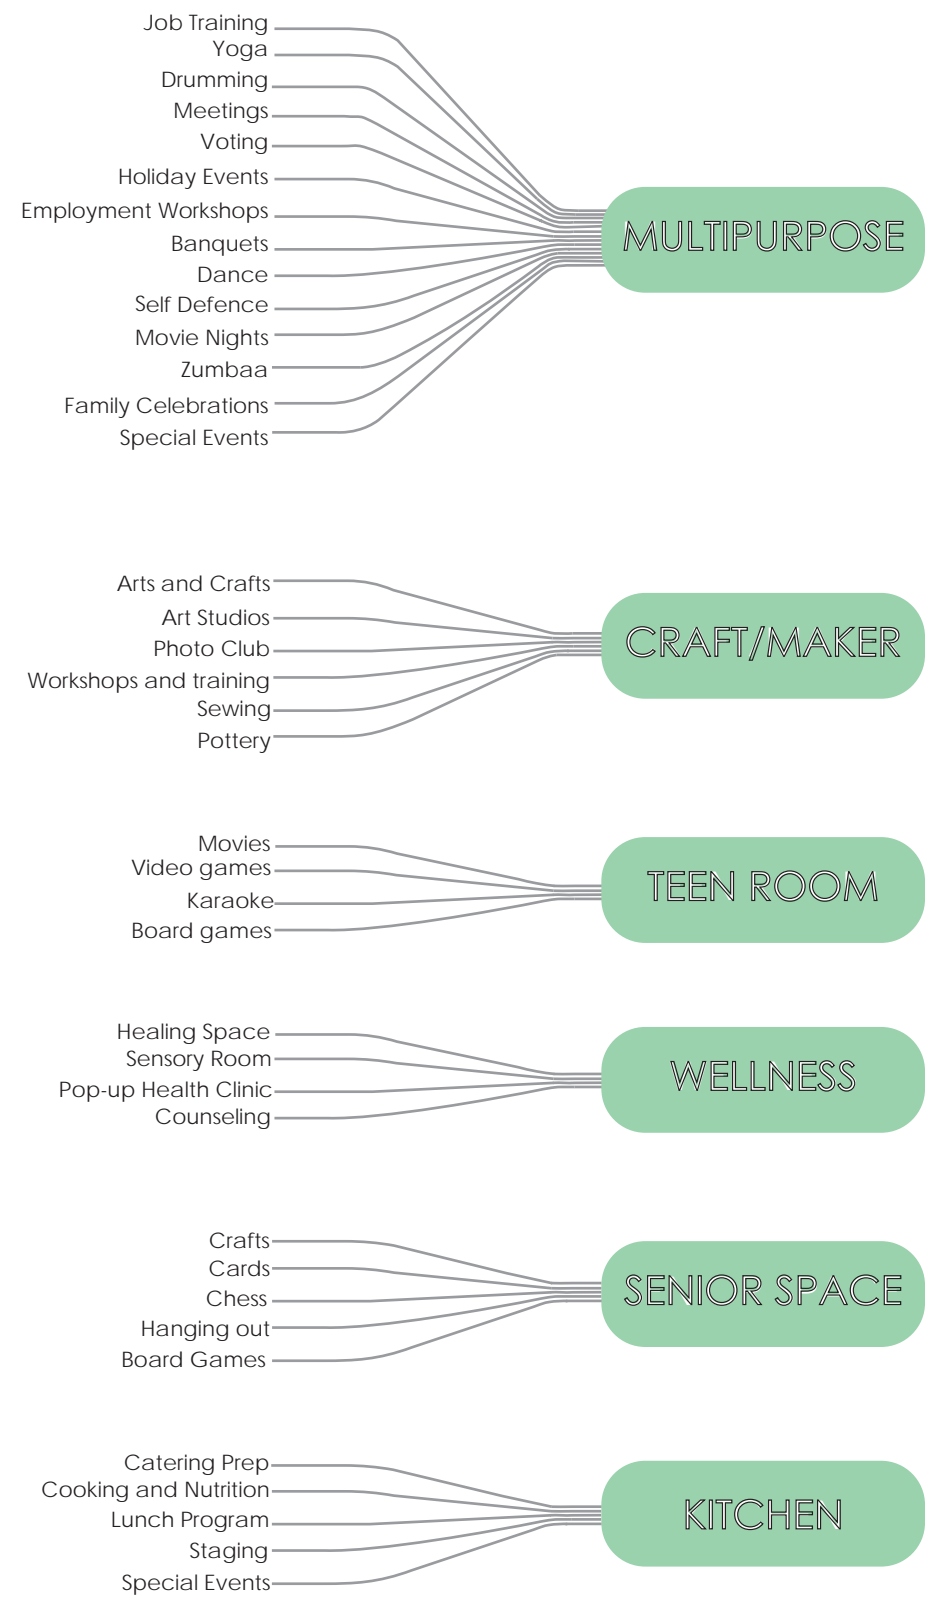 Job Training
Yoga
Drumming
Meetings
Voting
Holiday Events
Employment Workshops
Banquets
Dance
Self Defence
Movie Nights
Zumbaa
Family Celebrations
Special Events
MULTIPURPOSE
Arts and Crafts
Art Studios
Photo Club
Workshops and training
Sewing
Pottery
CRAFT/MAKER
Movies
Video games
Karaoke
Board games
TEEN ROOM
Healing Space
Sensory Room
Pop-up Health Clinic
Counseling
WELLNESS
Crafts
Cards
Chess
Hanging out
Board Games
SENIOR SPACE
Catering Prep
Cooking and Nutrition
Lunch Program
Staging
Special Events
KITCHEN